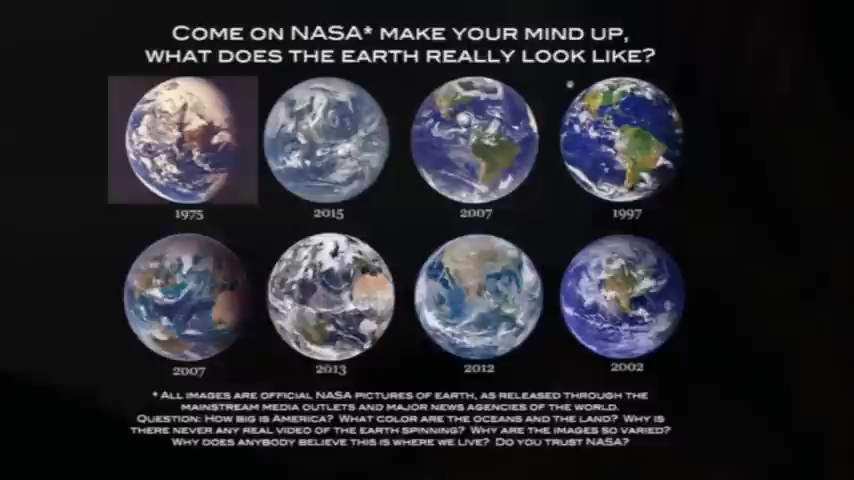 COME ON NASA* MAKE YOUR MIND UP,
WHAT DOES THE EARTH REALLY LOOK LIKE?
*
1975 2015 2007 1997
2007 2013 2012 2002
* ALL IMAGES ARE OFFICIAL NASA PICTURES OF EARTH, AS RELEASED THROUGH THE
MAINSTREAM MEDIA OUTLETS AND MAJOR NEWS AGENCIES OF THE WORLD.
QUESTION: HOW BIG IS AMERICA? WHAT COLOR ARE THE OCEANS AND THE LAND? WHY IS
THERE NEVER ANY REAL VIDEO OF THE EARTH SPINNING? WHY ARE THE IMAGES SO VARIED?
WHY DOES ANYBODY BELIEVE THIS IS WHERE WE LIVE? DO YOU TRUST NASA?